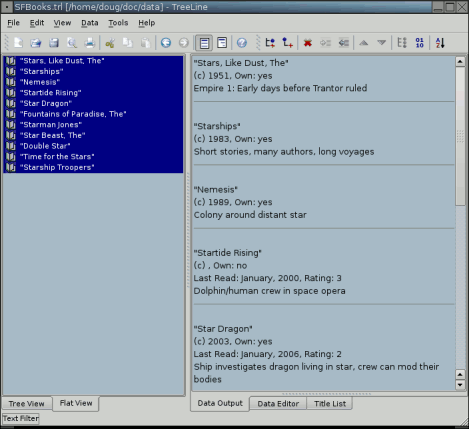 SFBooks.trl [/home/doug/doc/data] - TreeLine
File Edit View Data Tools Help
"Stars, Like Dust, The"
"Starships"
"Nemesis"
"Startide Rising"
"Star Dragon"
"Fountains of Paradise, The"
"Starman Jones"
"Star Beast, The"
"Double Star"
"Time for the Stars"
"Starship Troopers"
Tree View Flat View
"Stars, Like Dust, The"
(c) 1951, Own: yes
Empire 1: Early days before Trantor ruled
"Starships"
(c) 1983, Own: yes
Short stories, many authors, long voyages
"Nemesis"
(c) 1989, Own: yes
Colony around distant star
"Startide Rising"
(c) , Own: no
Last Read: January, 2000, Rating: 3
Dolphin/human crew in space opera
"Star Dragon"
(c) 2003, Own: yes
Last Read: January, 2006, Rating: 2
Ship investigates dragon living in star, crew can mod their
bodies
Data Output Data Editor Title List
Text Filter